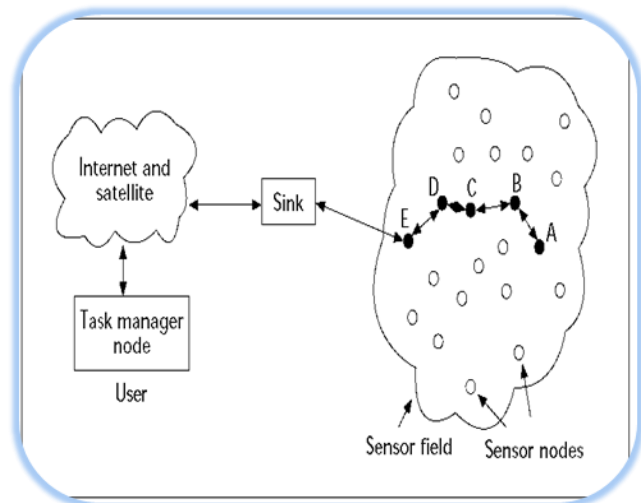 Internet and
satellite
Sink
Task manager
node
User
D
C
B
E
A
Sensor field
Sensor nodes